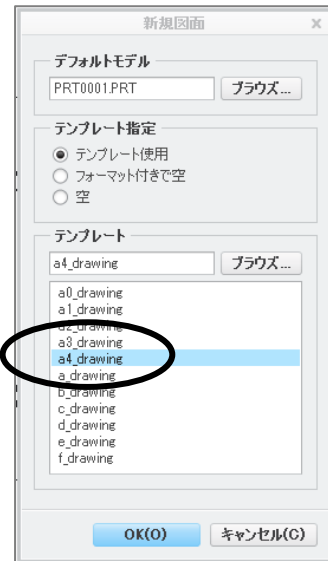 新規図面
デフォルトモデル
PRT0001.PRT ブラウズ...
テンプレート指定
テンプレート使用
フォーマット付きで空
空
テンプレート
a4_drawing ブラウズ...
a0_drawing
a1_drawing
a2_drawing
a3_drawing
a4_drawing
a_drawing
b_drawing
c_drawing
d_drawing
e_drawing
f_drawing
OK(O) キャンセル(C)